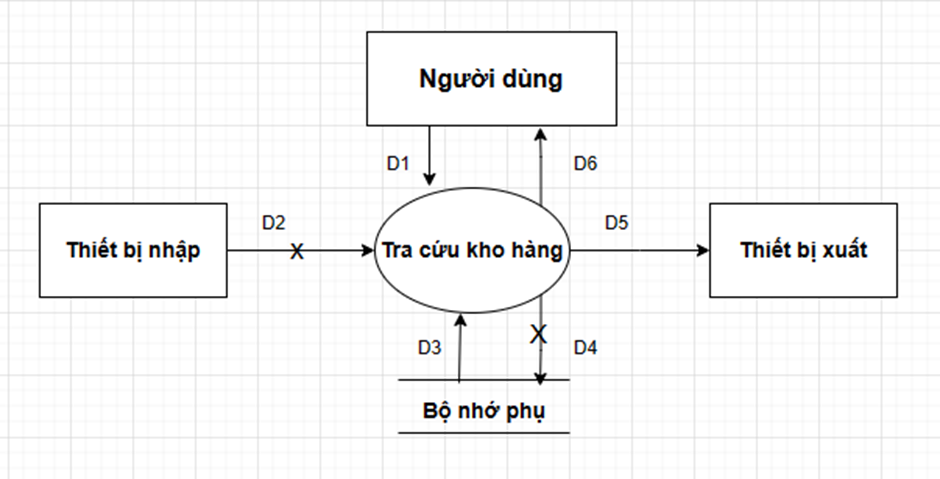 Người dùng
D1
D6
D2
D5
Thiết bị nhập
X
Tra cứu kho hàng
Thiết bị xuất
X
D3
D4
Bộ nhớ phụ